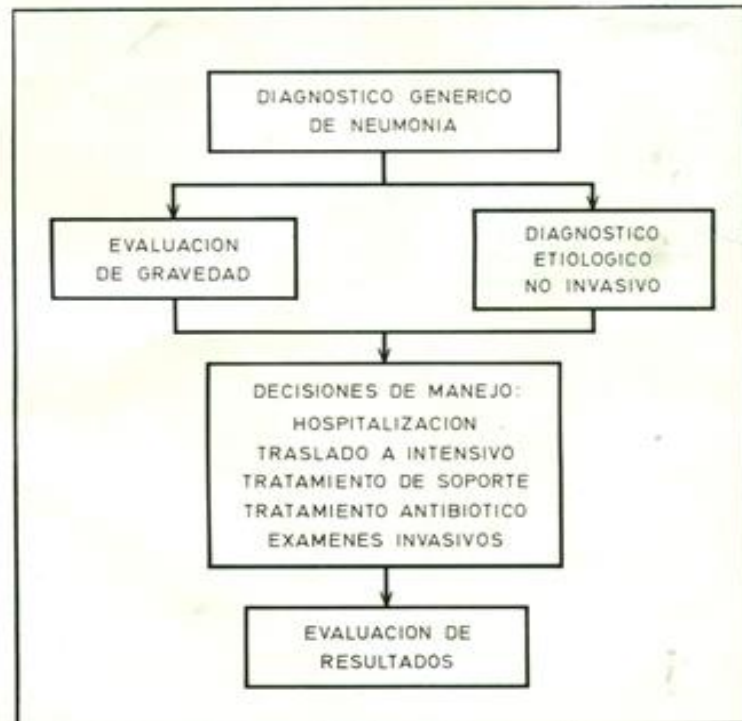 DIAGNOSTICO GENERICO
DE NEUMONIA
EVALUACION
DE GRAVEDAD
DIAGNOSTICO
ETIOLOGICO
NO INVASIVO
DECISIONES DE MANEJO:
HOSPITALIZACION
TRASLADO A INTENSIVO
TRATAMIENTO DE SOPORTE
TRATAMIENTO ANTIBIOTICO
EXAMENES INVASIVOS
EVALUACION DE
RESULTADOS